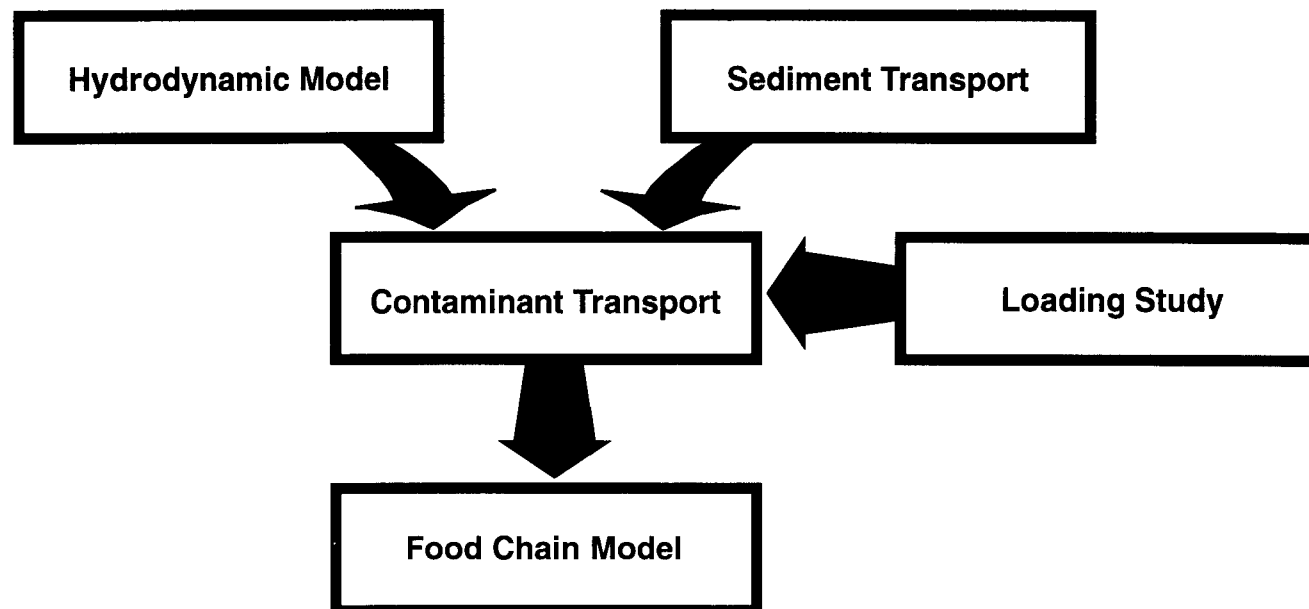 Hydrodynamic Model
Sediment Transport
Contaminant Transport
Loading Study
Food Chain Model